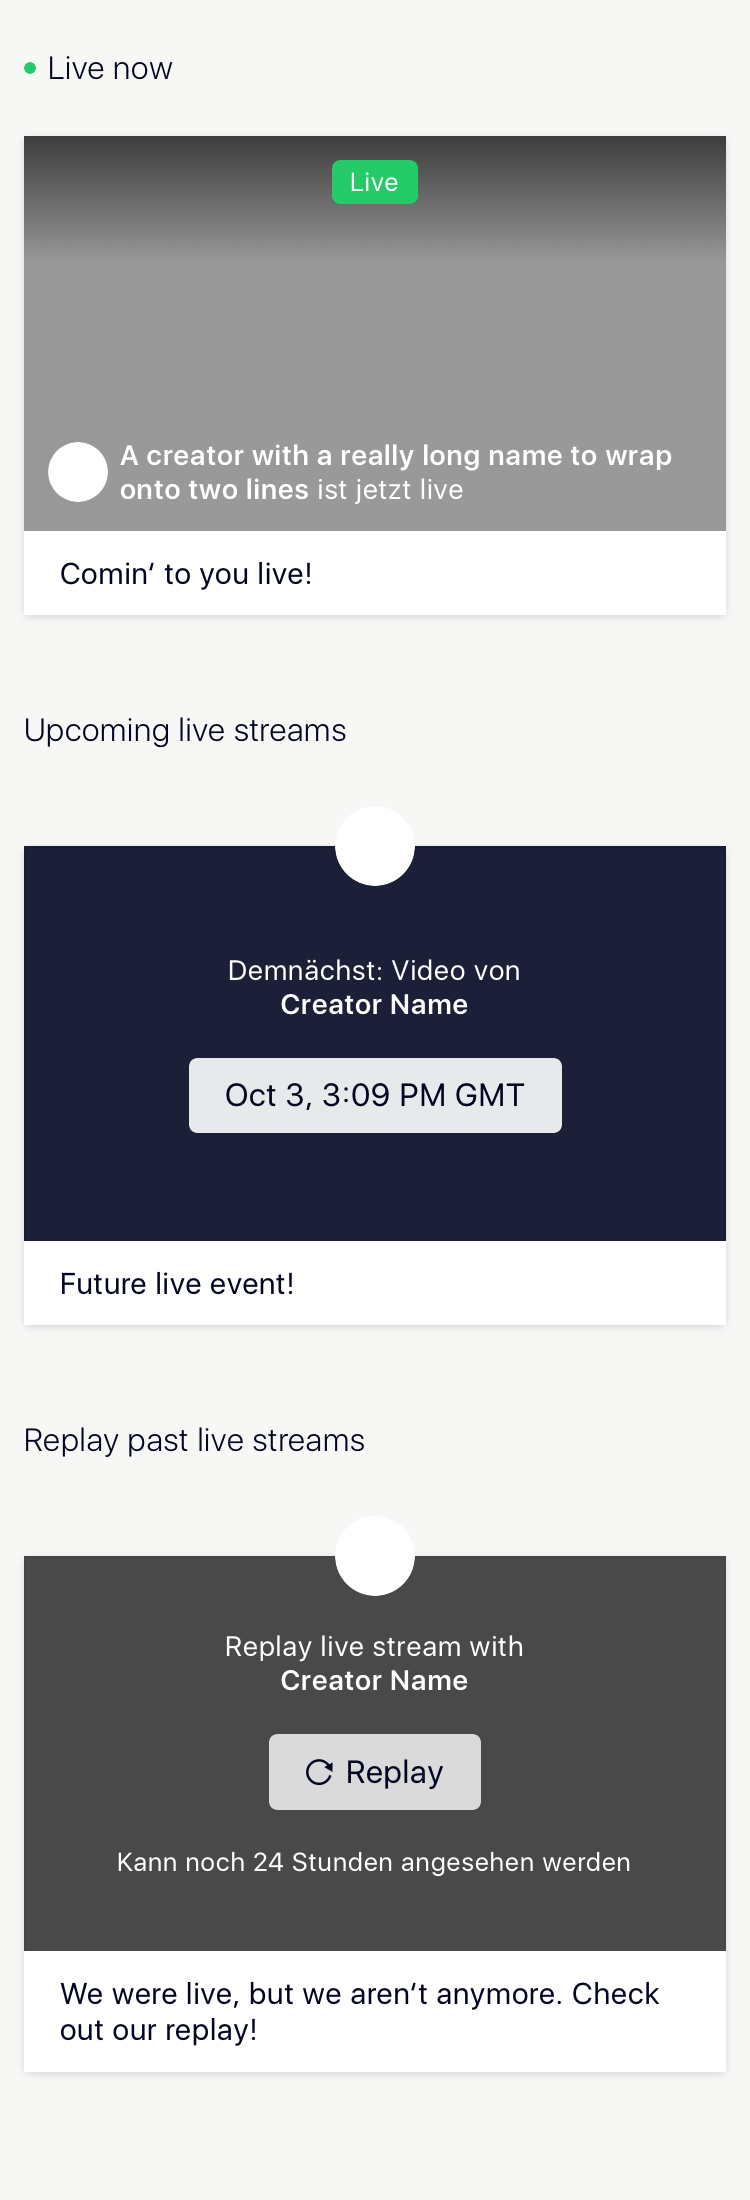 Live now
Live
A creator with a really long name to wrap
onto two lines ist jetzt live
Comin‘ to you live!
Upcoming live streams
Demnächst: Video von
Creator Name
Oct 3, 3:09 PM GMT
Future live event!
Replay past live streams
Replay live stream with
Creator Name
Replay
Kann noch 24 Stunden angesehen werden
We were live, but we aren‘t anymore. Check
out our replay!